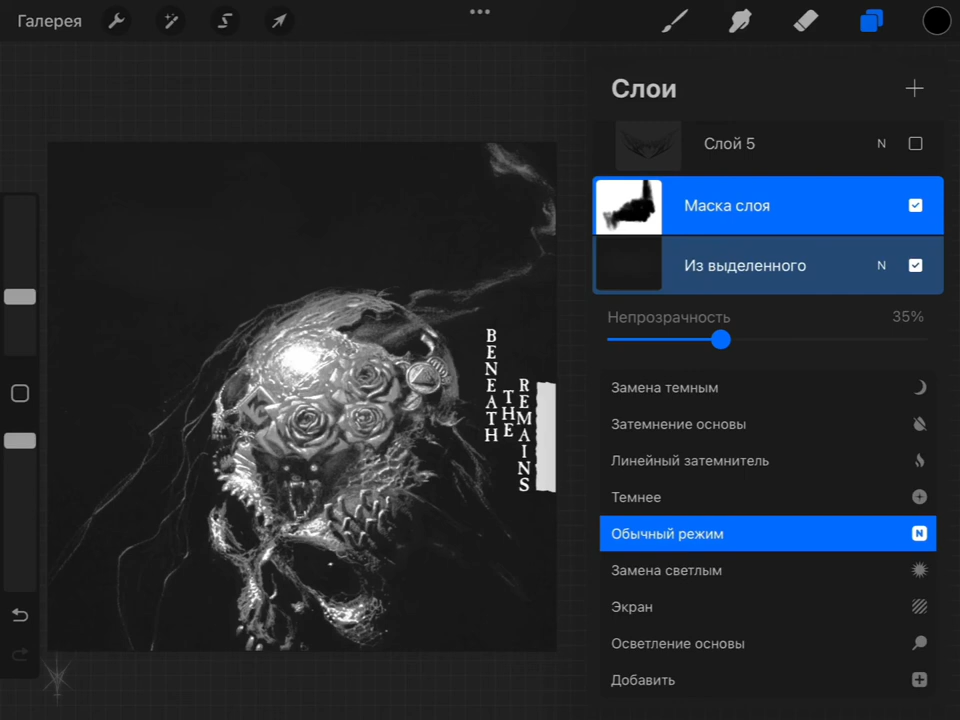 Галерея
Слои
Слой 5 N
Маска слоя
Из выделенного N
Непрозрачность 35%
Замена темным
Затемнение основы
Линейный затемнитель
Темнее
Обычный режим N
Замена светлым
Экран
Осветление основы
Добавить
BENEATH
THE
REMAINS